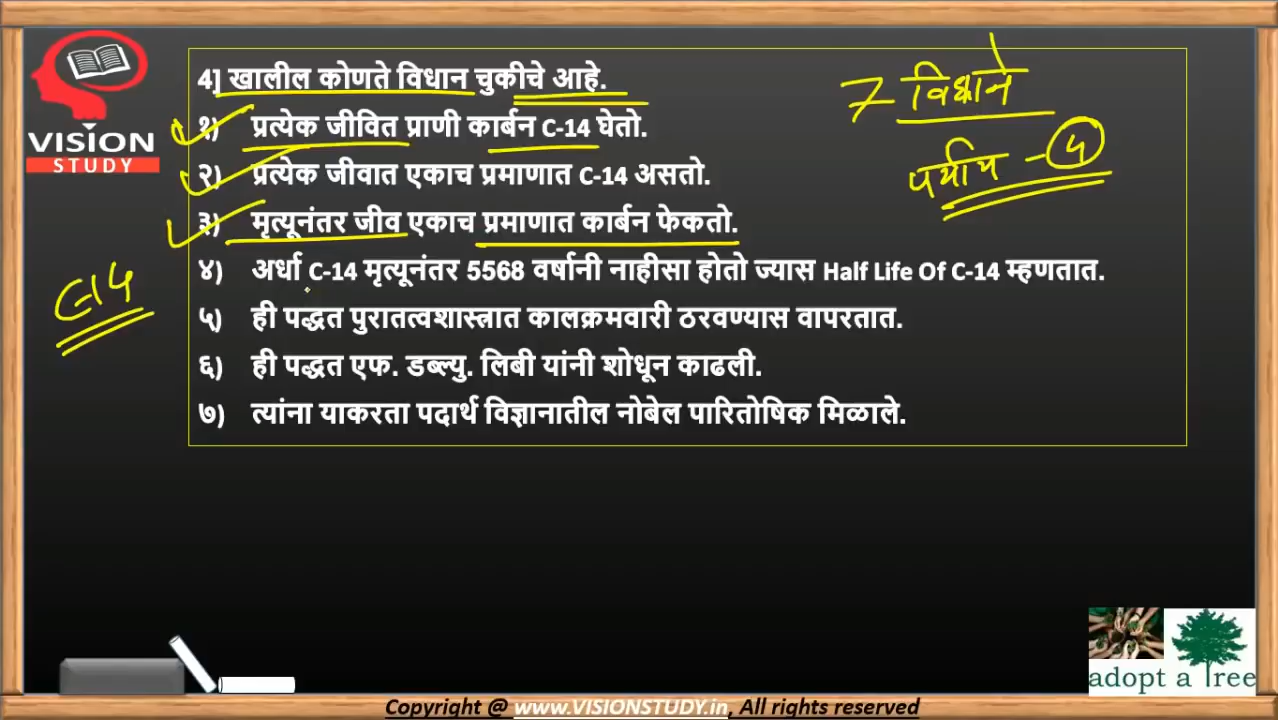 VISION
STUDY
4] खालील कोणते विधान चुकीचे आहे.
१) प्रत्येक जीवित प्राणी कार्बन C-14 घेतो.
२) प्रत्येक जीवात एकाच प्रमाणात C-14 असतो.
३) मृत्यूनंतर जीव एकाच प्रमाणात कार्बन फेकतो.
४) अर्धा C-14 मृत्यूनंतर 5568 वर्षानी नाहीसा होतो ज्यास Half Life Of C-14 म्हणतात.
५) ही पद्धत पुरातत्वशास्त्रात कालक्रमवारी ठरवण्यास वापरतात.
६) ही पद्धत एफ. डब्ल्यु. लिबी यांनी शोधून काढली.
७) त्यांना याकरता पदार्थ विज्ञानातील नोबेल पारितोषिक मिळाले.
7 विधाने
पर्याय - ५
C-14
adopt a Tree
Copyright @ www.VISIONSTUDY.in, All rights reserved